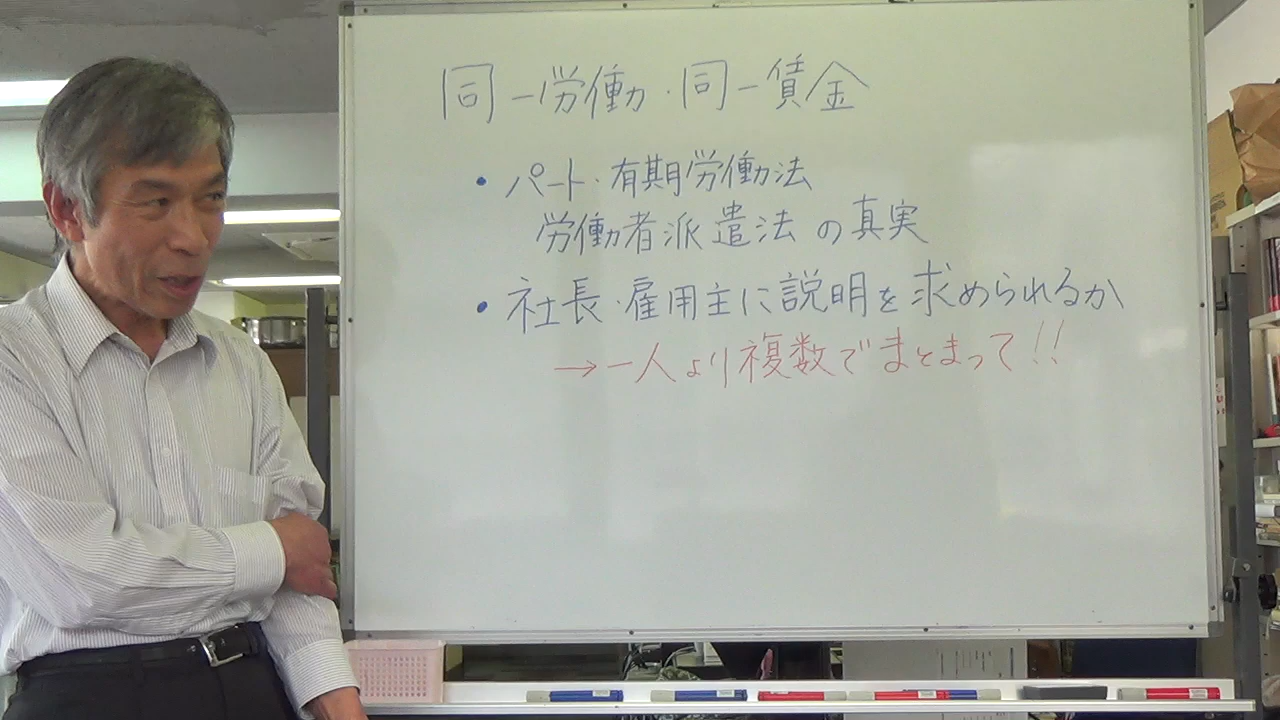 同一労働・同一賃金
・パート・有期労働法
労働者派遣法の真実
・社長・雇用主に説明を求められるか
→一人より複数でまとまって!!